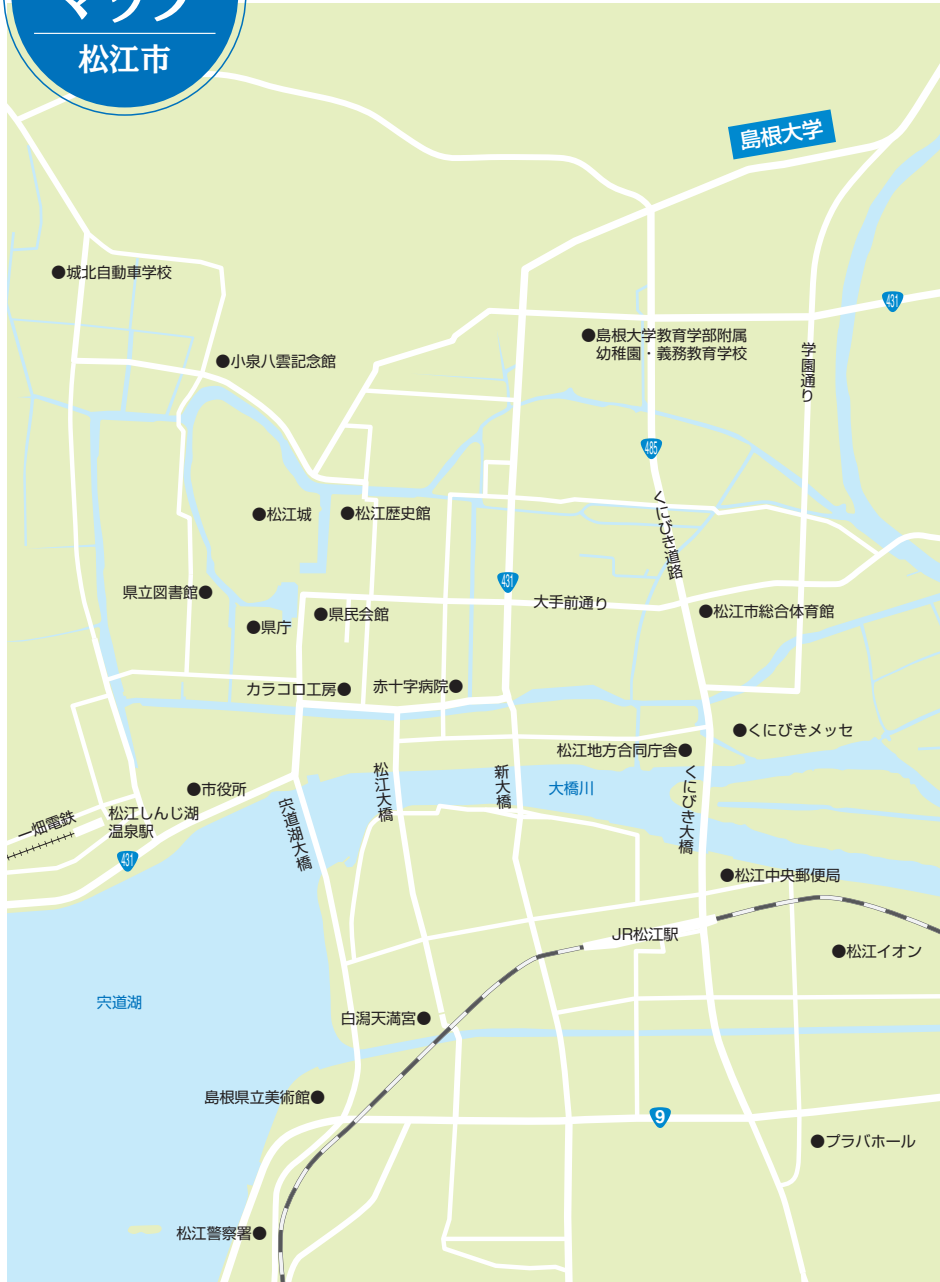 マップ
松江市
島根大学
●城北自動車学校
431
●島根大学教育学部附属
幼稚園・義務教育学校
学園通り
●小泉八雲記念館
485
くにびき道路
●松江城
●松江歴史館
431
県立図書館●
大手前通り
●県民会館
●松江市総合体育館
●県庁
カラコロ工房●
赤十字病院●
●くにびきメッセ
松江地方合同庁舎●
●市役所
松江大橋
新大橋
大橋川
くにびき大橋
宍道湖大橋
一畑電鉄
松江しんじ湖
温泉駅
431
●松江中央郵便局
JR松江駅
●松江イオン
宍道湖
白潟天満宮●
島根県立美術館●
9
●プラバホール
松江警察署●